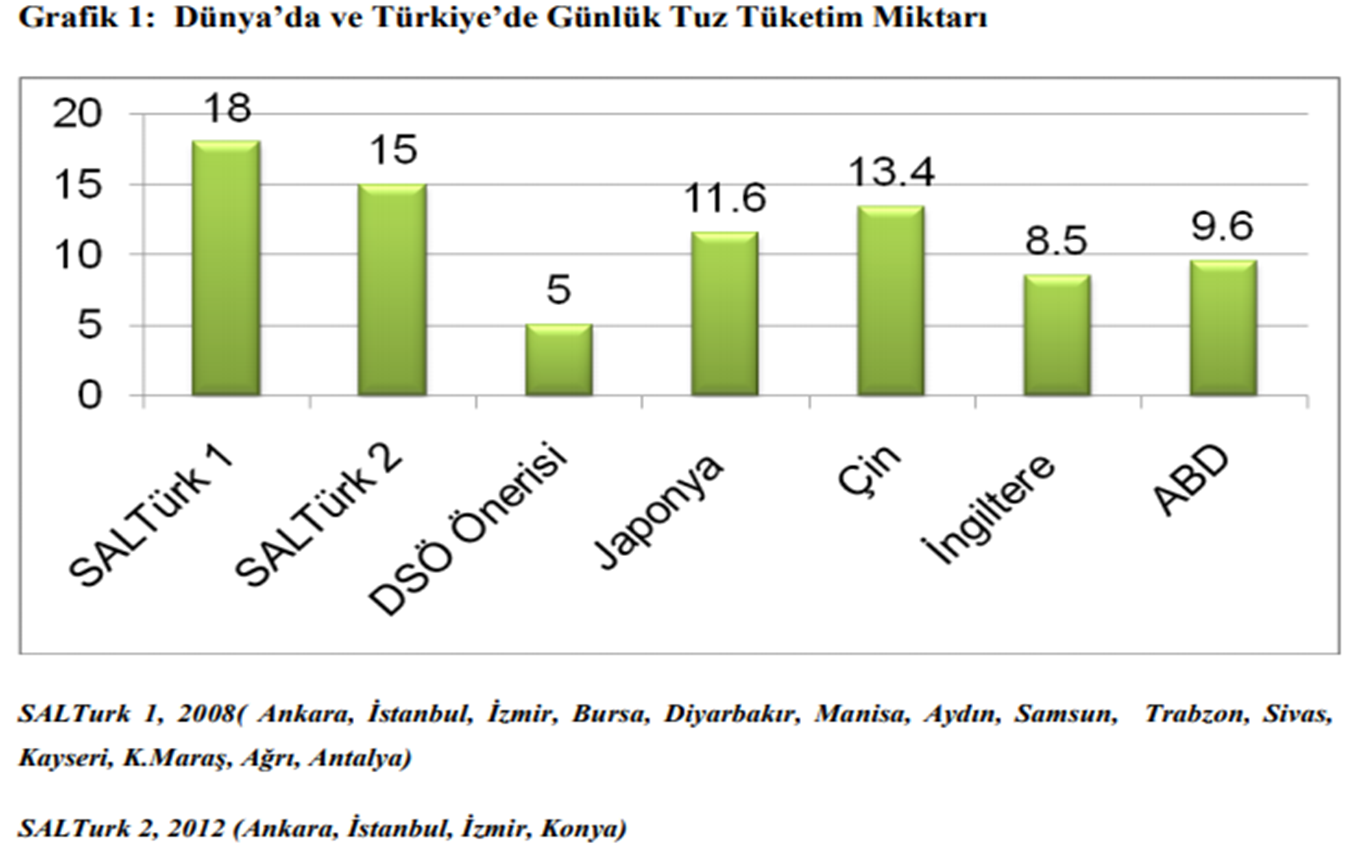 Grafik 1: Dünya’da ve Türkiye’de Günlük Tuz Tüketim Miktarı
20
15
10
5
0
18
15
5
11.6
13.4
8.5
9.6
SALTürk 1
SALTürk 2
DSÖ Önerisi
Japonya
Çin
İngiltere
ABD
SALTurk 1, 2008( Ankara, İstanbul, İzmir, Bursa, Diyarbakır, Manisa, Aydın, Samsun, Trabzon, Sivas,
Kayseri, K.Maraş, Ağrı, Antalya)
SALTurk 2, 2012 (Ankara, İstanbul, İzmir, Konya)